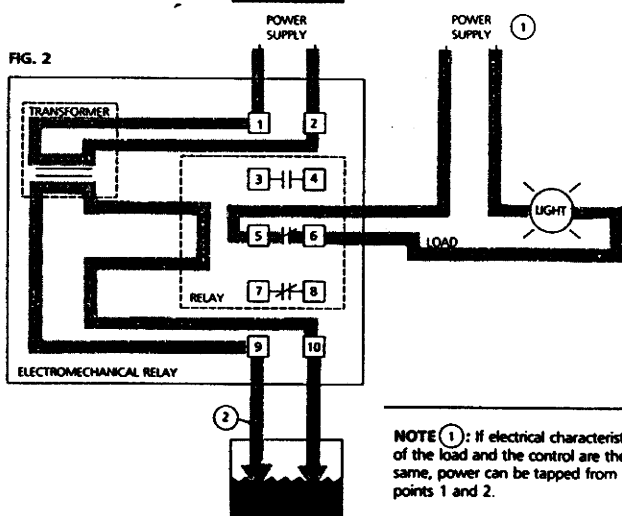 POWER
SUPPLY
POWER
SUPPLY
1
FIG. 2
TRANSFORMER
1
2
3
4
LIGHT
5
6
LOAD
7
8
RELAY
9
10
ELECTROMECHANICAL RELAY
2
NOTE 1: If electrical
of the load and the control are the
same, power can be tapped from
points 1 and 2.